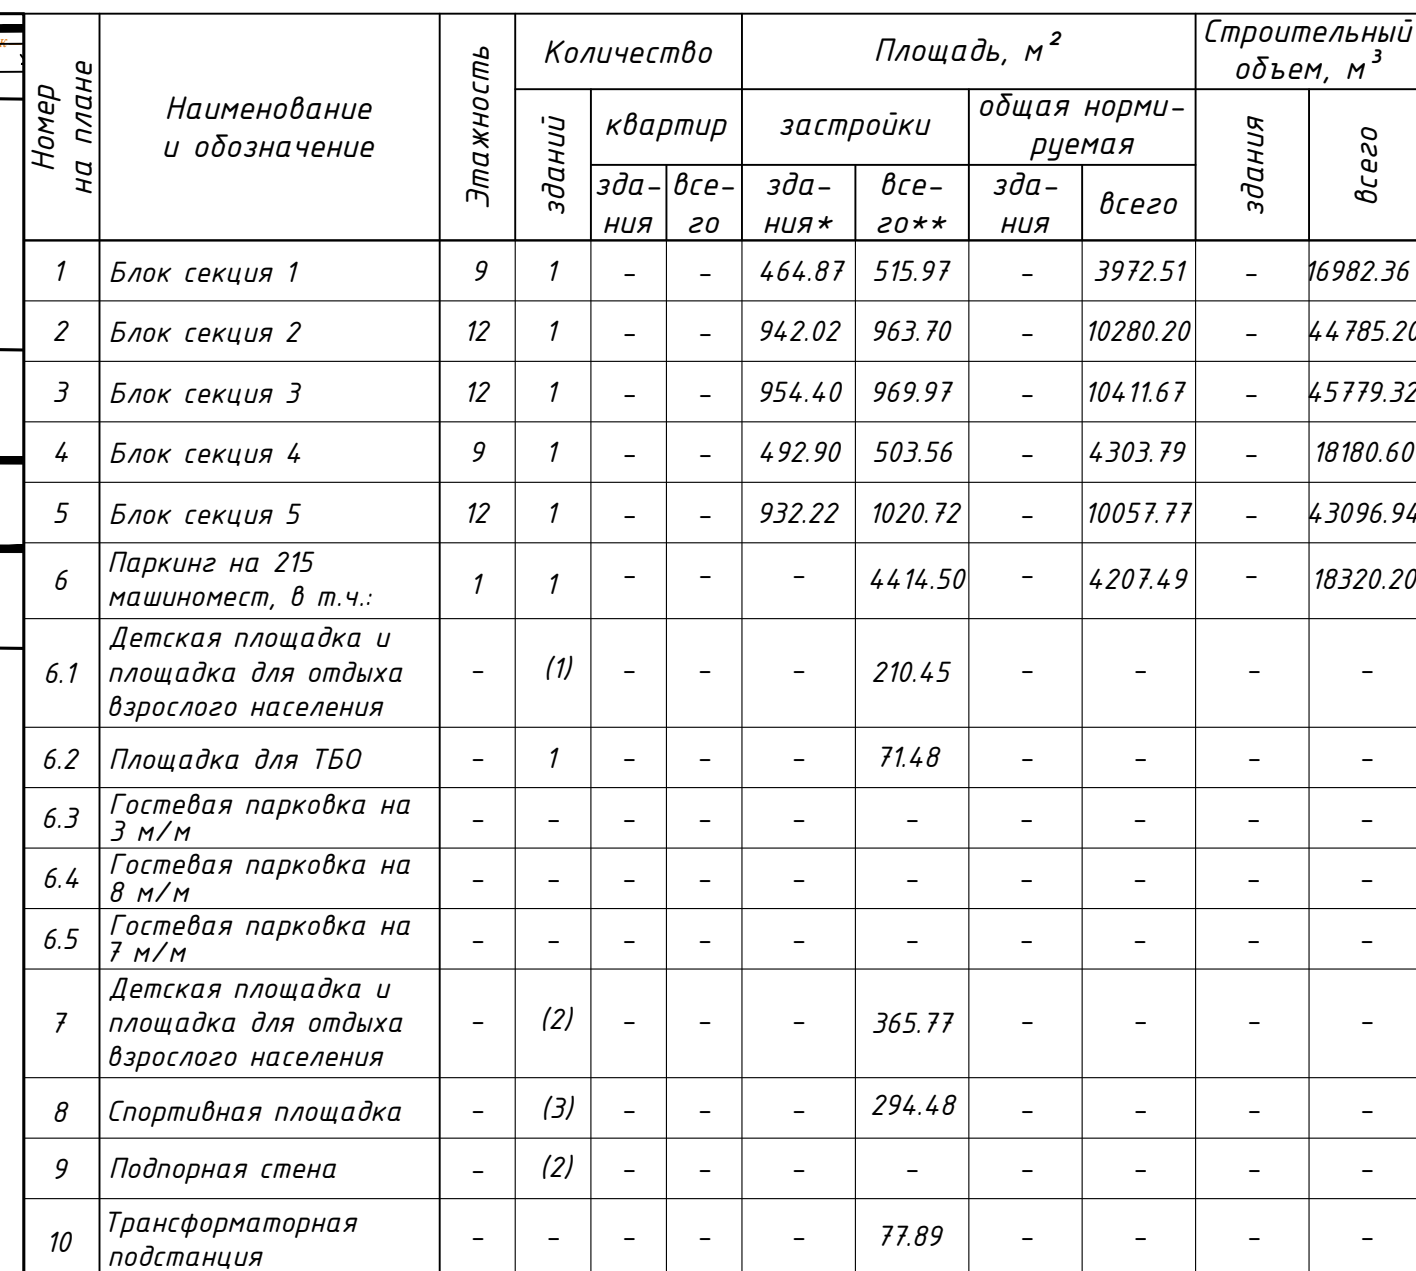 Номер на плане
Наименование и обозначение
Этажность
Количество
Площадь, м²
Строительный объем, м³
зданий
квартир
застройки
общая норми-
руемая
здания
всего
зда-
ния
все-
го
зда-
ния*
все-
го**
зда-
ния
всего
1 Блок секция 1 9 1 - - 464.87 515.97 - 3972.51 - 16982.36
2 Блок секция 2 12 1 - - 942.02 963.70 - 10280.20 - 44785.20
3 Блок секция 3 12 1 - - 954.40 969.97 - 10411.67 - 45779.32
4 Блок секция 4 9 1 - - 492.90 503.56 - 4303.79 - 18180.60
5 Блок секция 5 12 1 - - 932.22 1020.72 - 10057.77 - 43096.94
6 Паркинг на 215
машиномест, в т.ч.: 1 1 - - - 4414.50 - 4207.49 - 18320.20
6.1 Детская площадка и
площадка для отдыха
взрослого населения - (1) - - - 210.45 - - - -
6.2 Площадка для ТБО - 1 - - - 71.48 - - - -
6.3 Гостевая парковка на
3 м/м - - - - - - - - - -
6.4 Гостевая парковка на
8 м/м - - - - - - - - - -
6.5 Гостевая парковка на
7 м/м - - - - - - - - - -
7 Детская площадка и
площадка для отдыха
взрослого населения - (2) - - - 365.77 - - - -
8 Спортивная площадка - (3) - - - 294.48 - - - -
9 Подпорная стена - (2) - - - - - - - -
10 Трансформаторная
подстанция - - - - - 77.89 - - - -